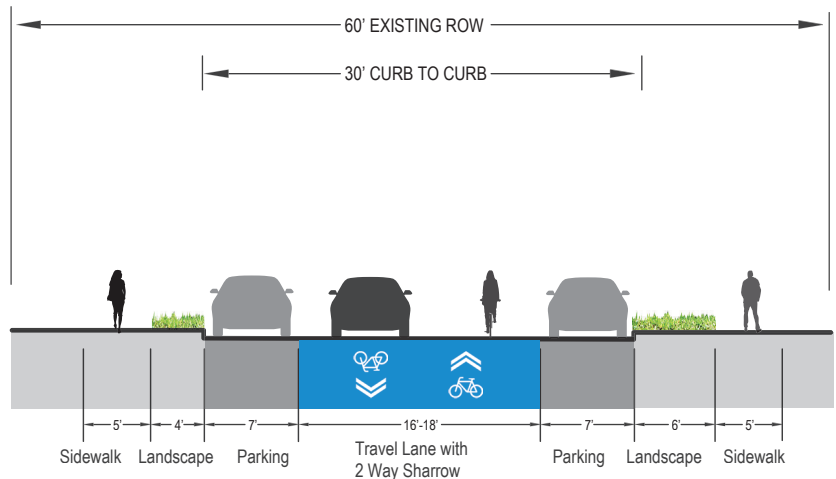 60' EXISTING ROW
30' CURB TO CURB
5'
4'
7'
16'-18'
7'
6'
5'
Sidewalk
Landscape
Parking
Travel Lane with
2 Way Sharrow
Parking
Landscape
Sidewalk